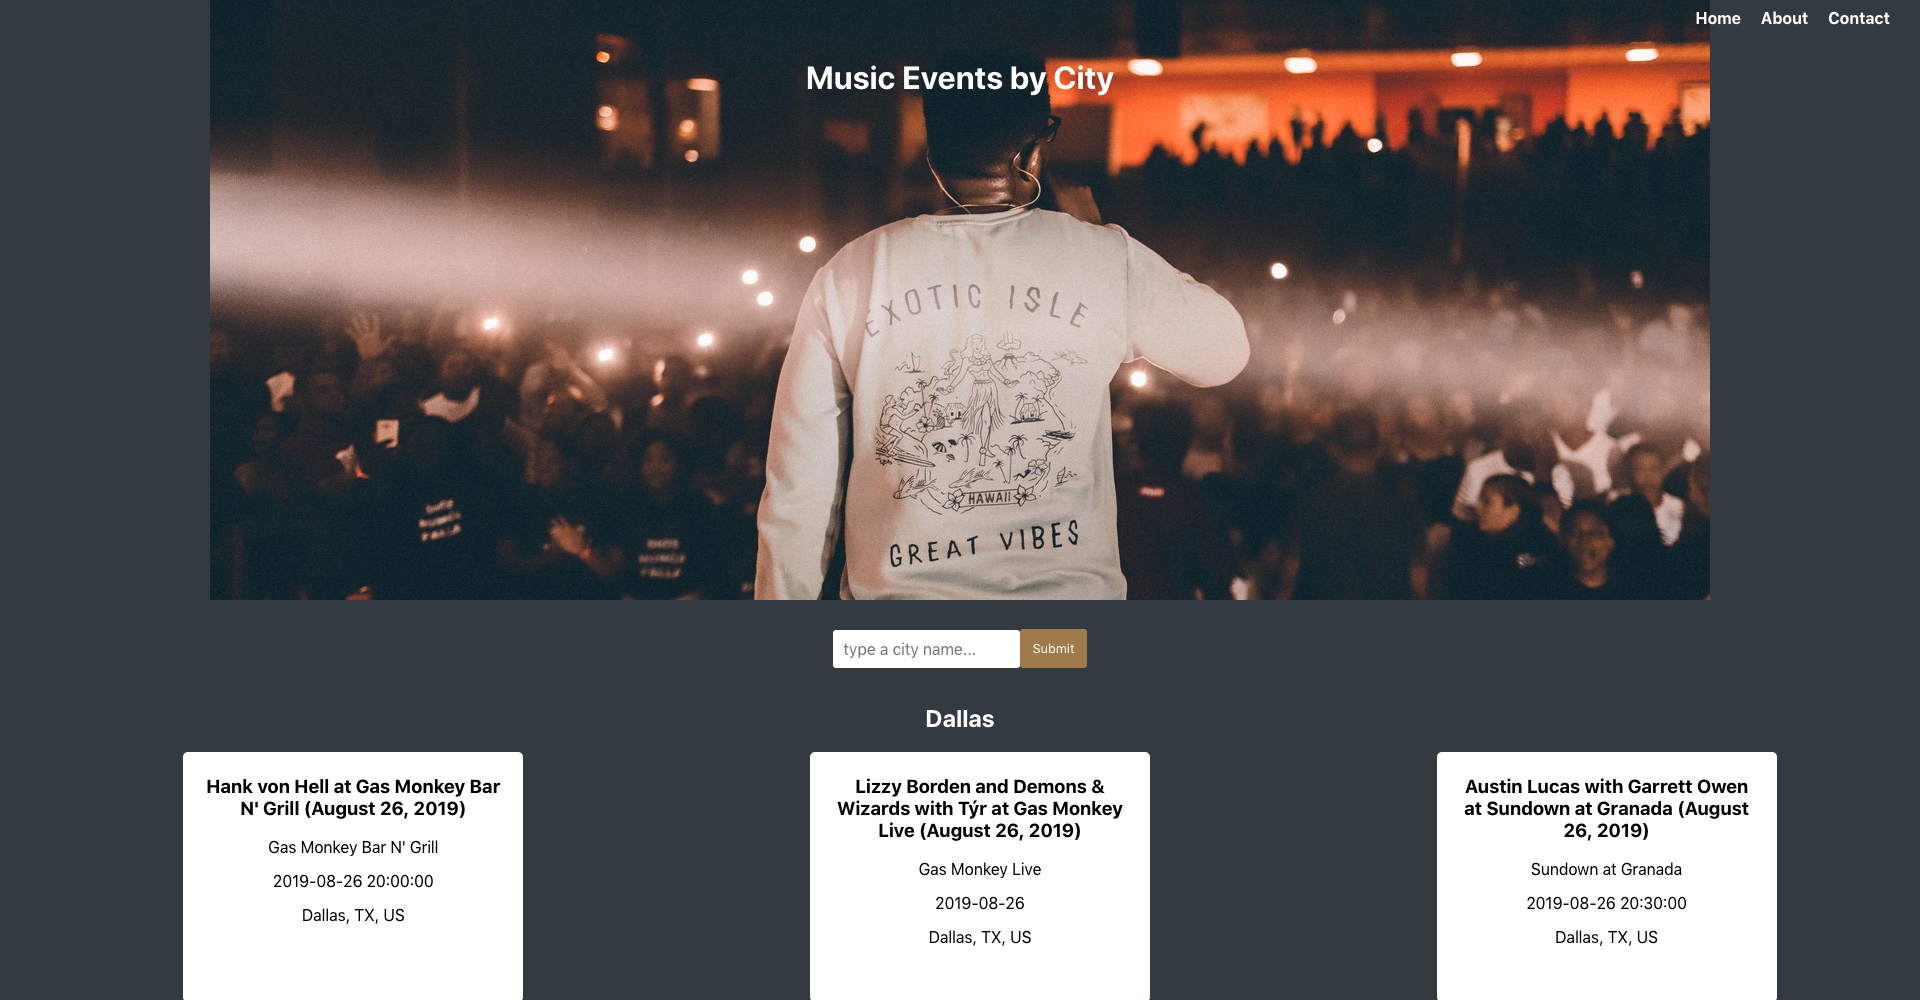 Home About Contact
Music Events by City
EXOTIC ISLE
HAWAII
GREAT VIBES
type a city name...
Submit
Dallas
Hank von Hell at Gas Monkey Bar
N' Grill (August 26, 2019)
Gas Monkey Bar N' Grill
2019-08-26 20:00:00
Dallas, TX, US
Lizzy Borden and Demons &
Wizards with Týr at Gas Monkey
Live (August 26, 2019)
Gas Monkey Live
2019-08-26
Dallas, TX, US
Austin Lucas with Garrett Owen
at Sundown at Granada (August
26, 2019)
Sundown at Granada
2019-08-26 20:30:00
Dallas, TX, US